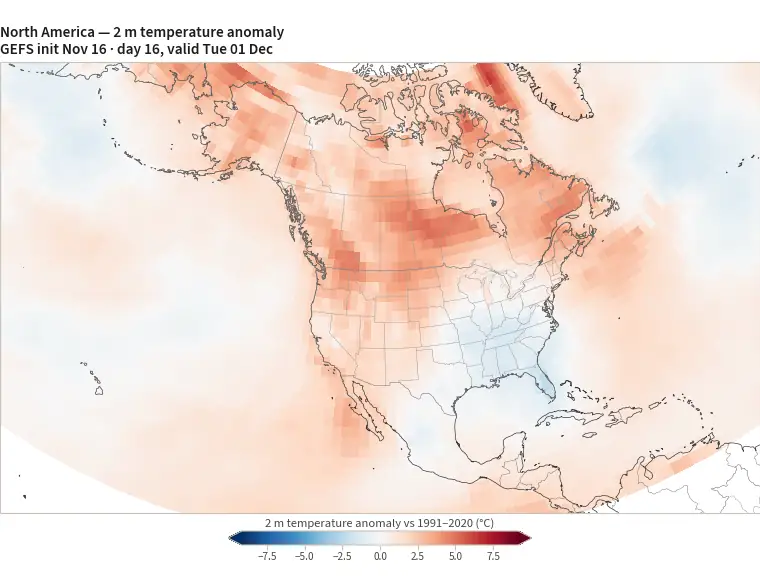 North America — 2 m temperature anomaly
GEFS init Nov 16 · day 16, valid Tue 01 Dec
2 m temperature anomaly vs 1991–2020 (°C)
−7.5 −5.0 −2.5 0.0 2.5 5.0 7.5